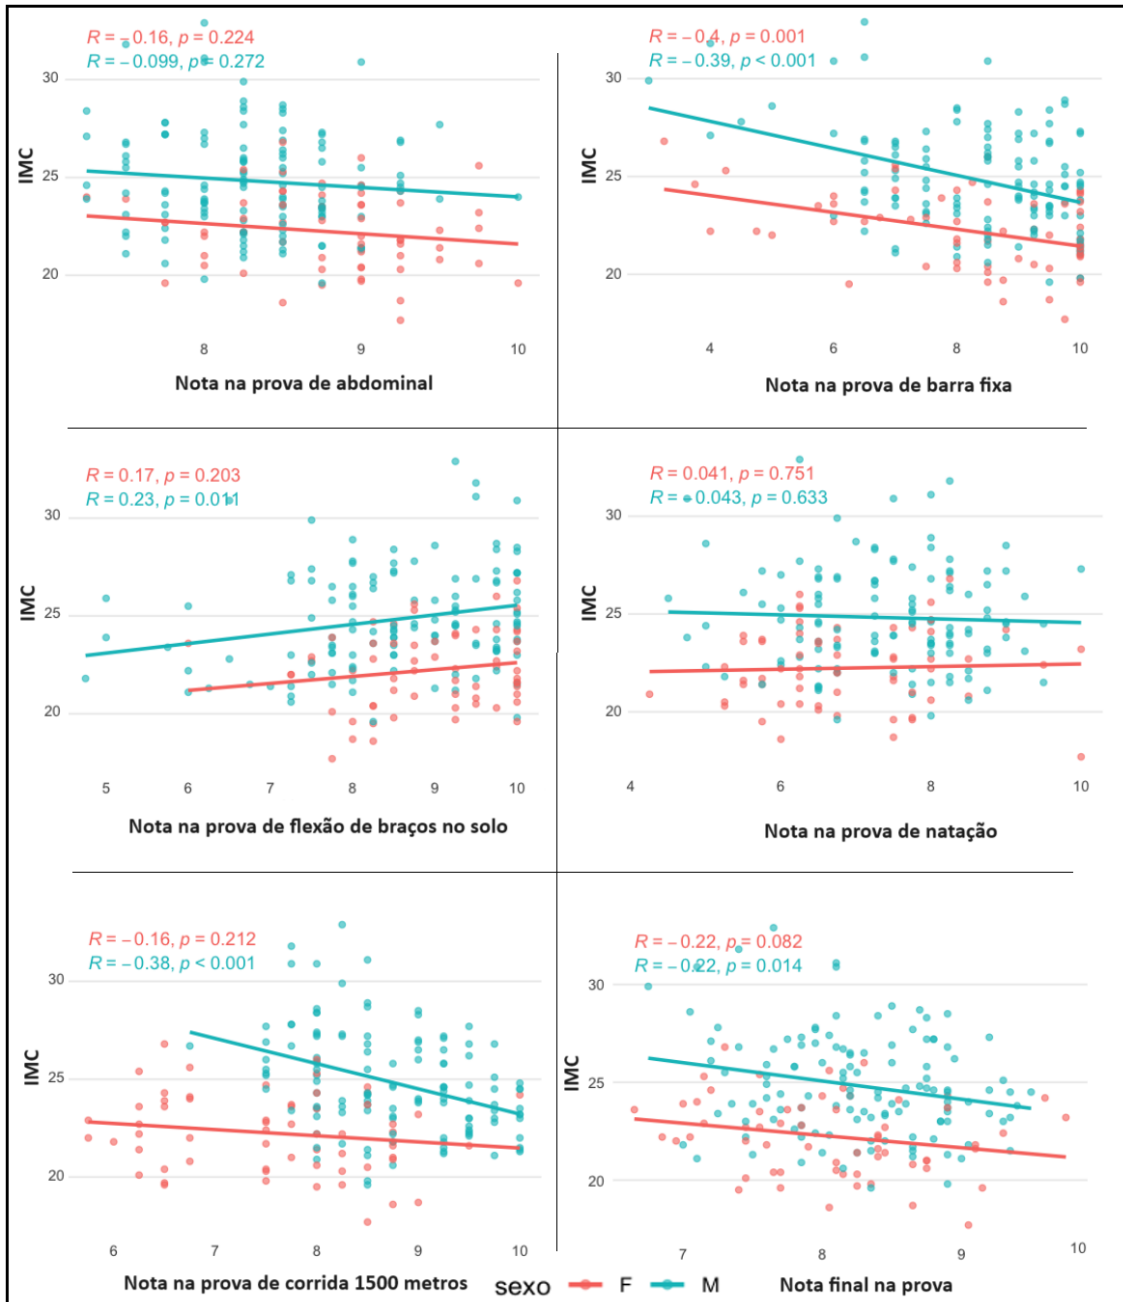 R = −0.16, p = 0.224
R = −0.099, p = 0.272
30
25
20
IMC
8
9
10
Nota na prova de abdominal
R = −0.4, p = 0.001
R = −0.39, p < 0.001
30
25
20
IMC
4
6
8
10
Nota na prova de barra fixa
R = 0.17, p = 0.203
R = 0.23, p = 0.011
30
25
20
IMC
5
6
7
8
9
10
Nota na prova de flexão de braços no solo
R = 0.041, p = 0.751
R = −0.043, p = 0.633
30
25
20
IMC
4
6
8
10
Nota na prova de natação
R = −0.16, p = 0.212
R = −0.38, p < 0.001
30
25
20
IMC
6
7
8
9
10
Nota na prova de corrida 1500 metros
R = −0.22, p = 0.082
R = −0.22, p = 0.014
30
25
20
IMC
7
8
9
10
Nota final na prova
sexo F M